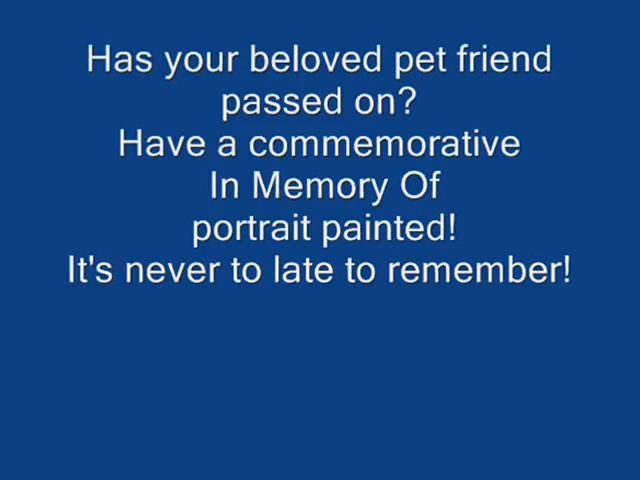 Has your beloved pet friend
passed on?
Have a commemorative
In Memory Of
portrait painted!
It's never to late to remember!